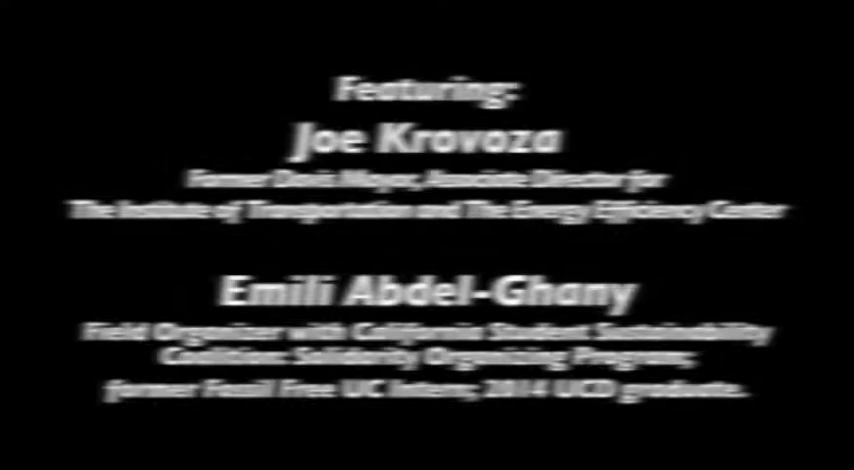 Featuring:
Joe Krovoza
Former Davis Mayor, Associate Director for
The Institute of Transportation and The Energy Efficiency Center
Emili Abdel-Ghany
Field Organizer with California Student Sustainability
Coalition: Solidarity Organizing Program;
former Fossil Free UC Intern; 2014 UCD graduate.